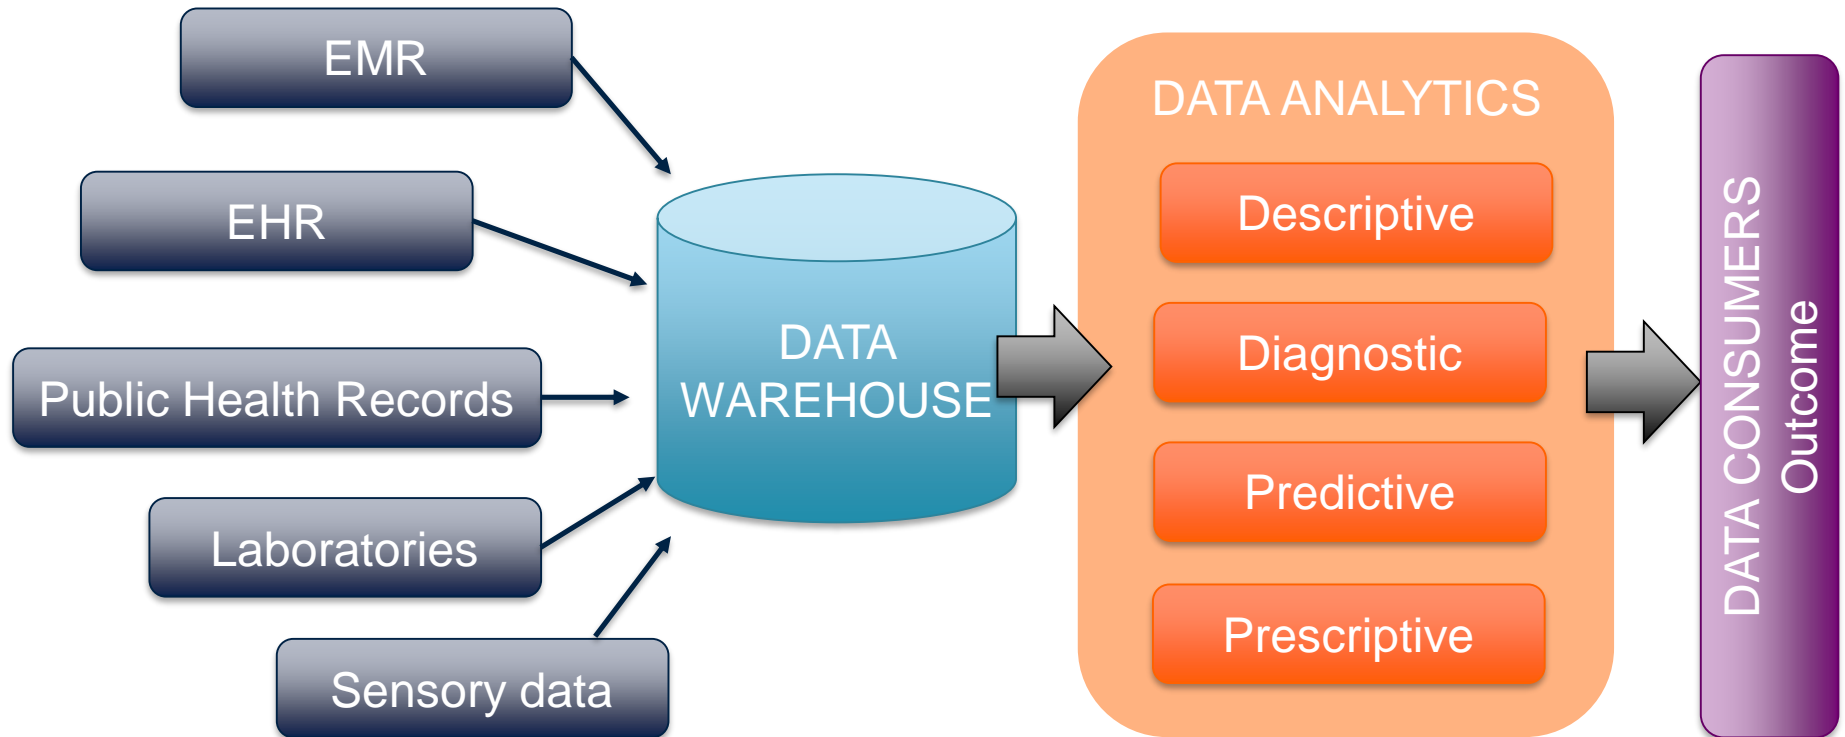 EMR
EHR
Public Health Records
Laboratories
Sensory data
DATA
WAREHOUSE
DATA ANALYTICS
Descriptive
Diagnostic
Predictive
Prescriptive
DATA CONSUMERS
Outcome